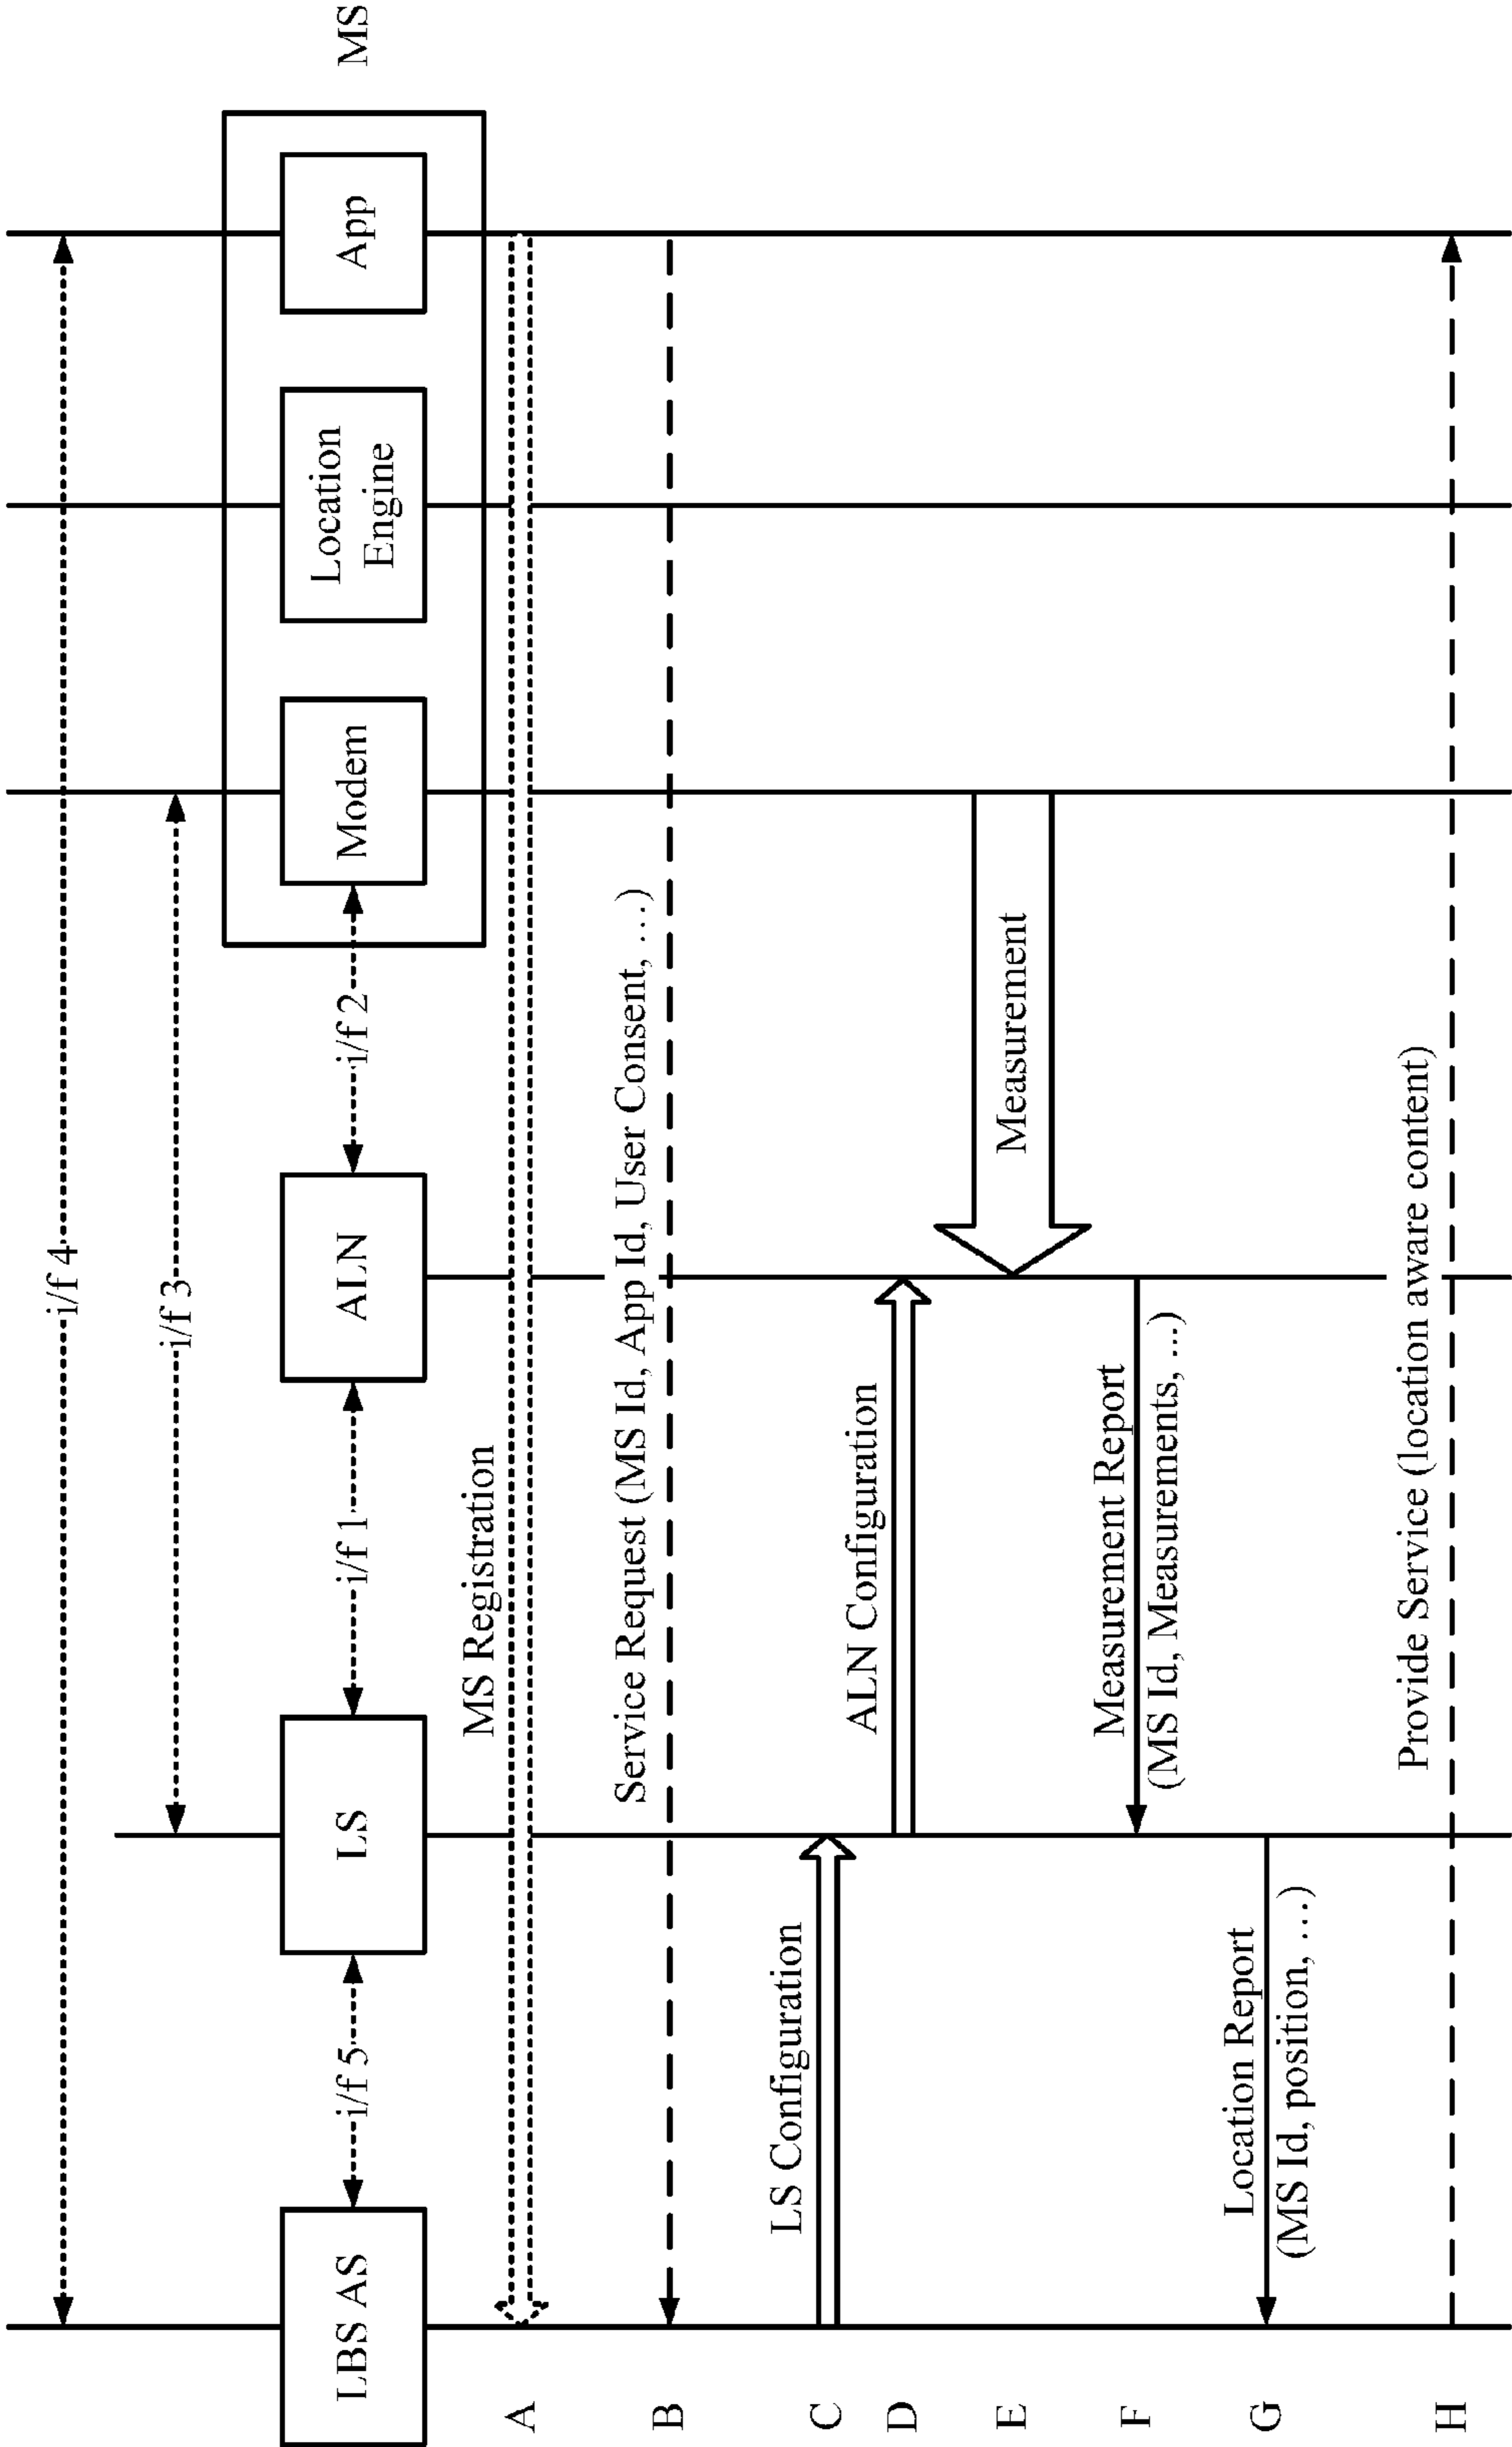 i/f 4
i/f 3
MS
LBS AS
i/f 5
LS
i/f 1
ALN
i/f 2
Modem
Location
Engine
App
A
MS Registration
B
Service Request (MS Id, App Id, User Consent, …)
C
LS Configuration
D
ALN Configuration
E
Measurement
F
Measurement Report
(MS Id, Measurements, ...)
G
Location Report
(MS Id, position, …)
H
Provide Service (location aware content)